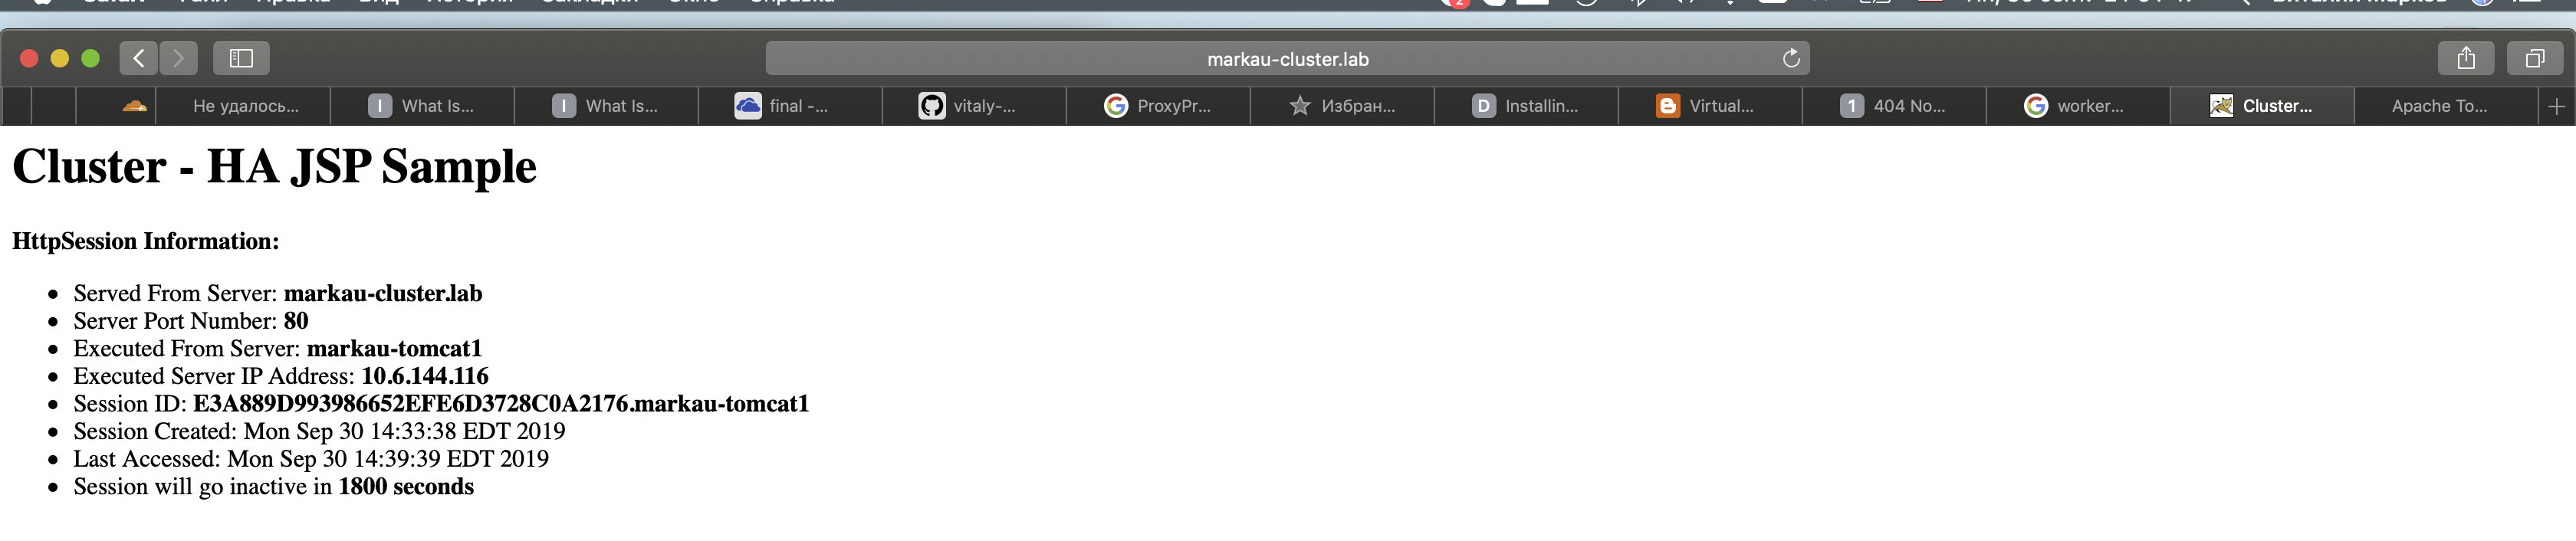 markau-cluster.lab
Не удалось...
I What Is...
I What Is...
final -...
vitaly-...
G ProxyPr...
Избран...
D Installin...
B Virtual...
1 404 No...
G worker...
Cluster...
Apache To...
Cluster - HA JSP Sample
HttpSession Information:
• Served From Server: markau-cluster.lab
• Server Port Number: 80
• Executed From Server: markau-tomcat1
• Executed Server IP Address: 10.6.144.116
• Session ID: E3A889D993986652EFE6D3728C0A2176.markau-tomcat1
• Session Created: Mon Sep 30 14:33:38 EDT 2019
• Last Accessed: Mon Sep 30 14:39:39 EDT 2019
• Session will go inactive in 1800 seconds